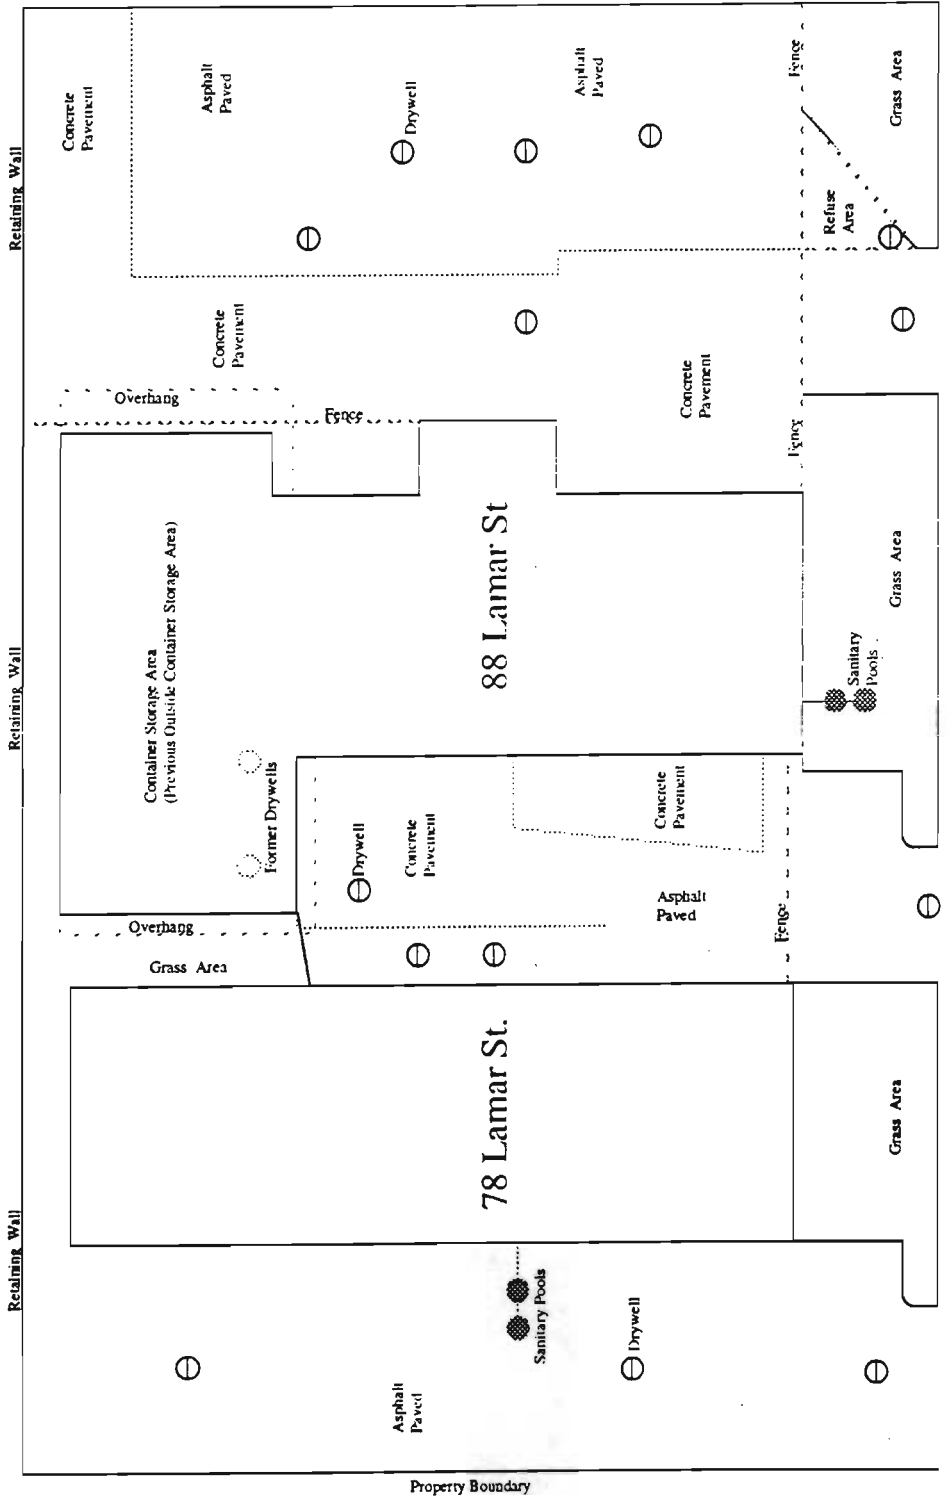 Retaining Wall
Concrete
Pavement
Asphalt
Paved
Drywell
Asphalt
Paved
Fence
Grass Area
Refuse
Area
Concrete
Pavement
Concrete
Pavement
Overhang
Fence
Fence
Retaining Wall
Container Storage Area
(Previous Outside Container Storage Area)
88 Lamar St
Grass Area
Sanitary
Pools
Former Drywells
Drywell
Concrete
Pavement
Concrete
Pavement
Asphalt
Paved
Fence
Overhang
Grass Area
78 Lamar St.
Grass Area
Retaining Wall
Sanitary Pools
Drywell
Asphalt
Paved
Property Boundary